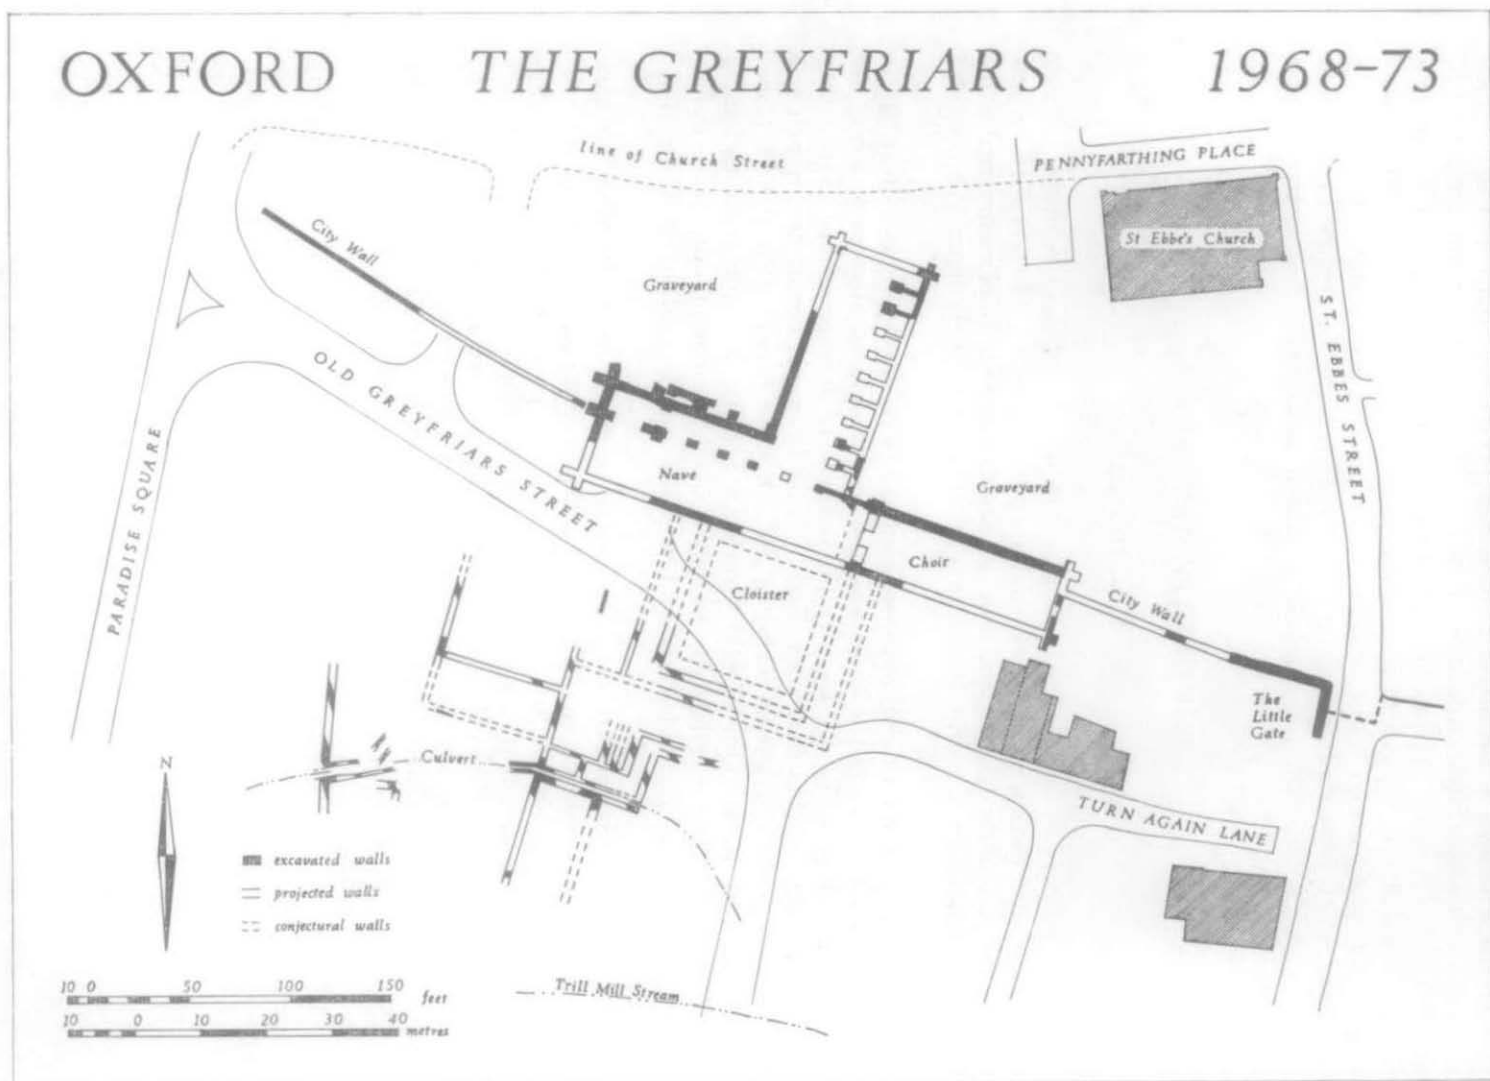 OXFORD THE GREYFRIARS 1968-73
line of Church Street
PENNYFARTHING PLACE
City Wall
St Ebbe's Church
Graveyard
ST. EBBES STREET
OLD GREYFRIARS STREET
PARADISE SQUARE
Nave
Graveyard
Choir
Cloister
City Wall
The
Little
Gate
Culvert
TURN AGAIN LANE
N
excavated walls
projected walls
conjectural walls
10 0 50 100 150 feet
10 0 10 20 30 40 metres
Trill Mill Stream